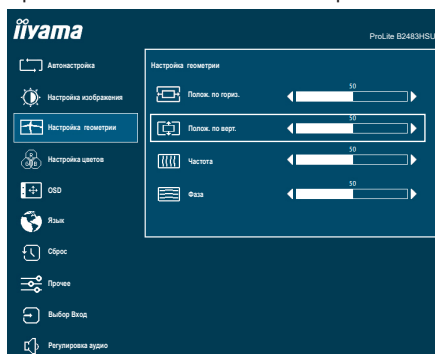 iiyama
ProLite B2483HSU
Автонастройка
Настройка изображения
Настройка геометрии
Настройка цветов
OSD
Язык
Сброс
Прочее
Выбор Вход
Регулировка аудио
Настройка геометрии
Полож. по гориз.
50
Полож. по верт.
50
Частота
50
Фаза
50